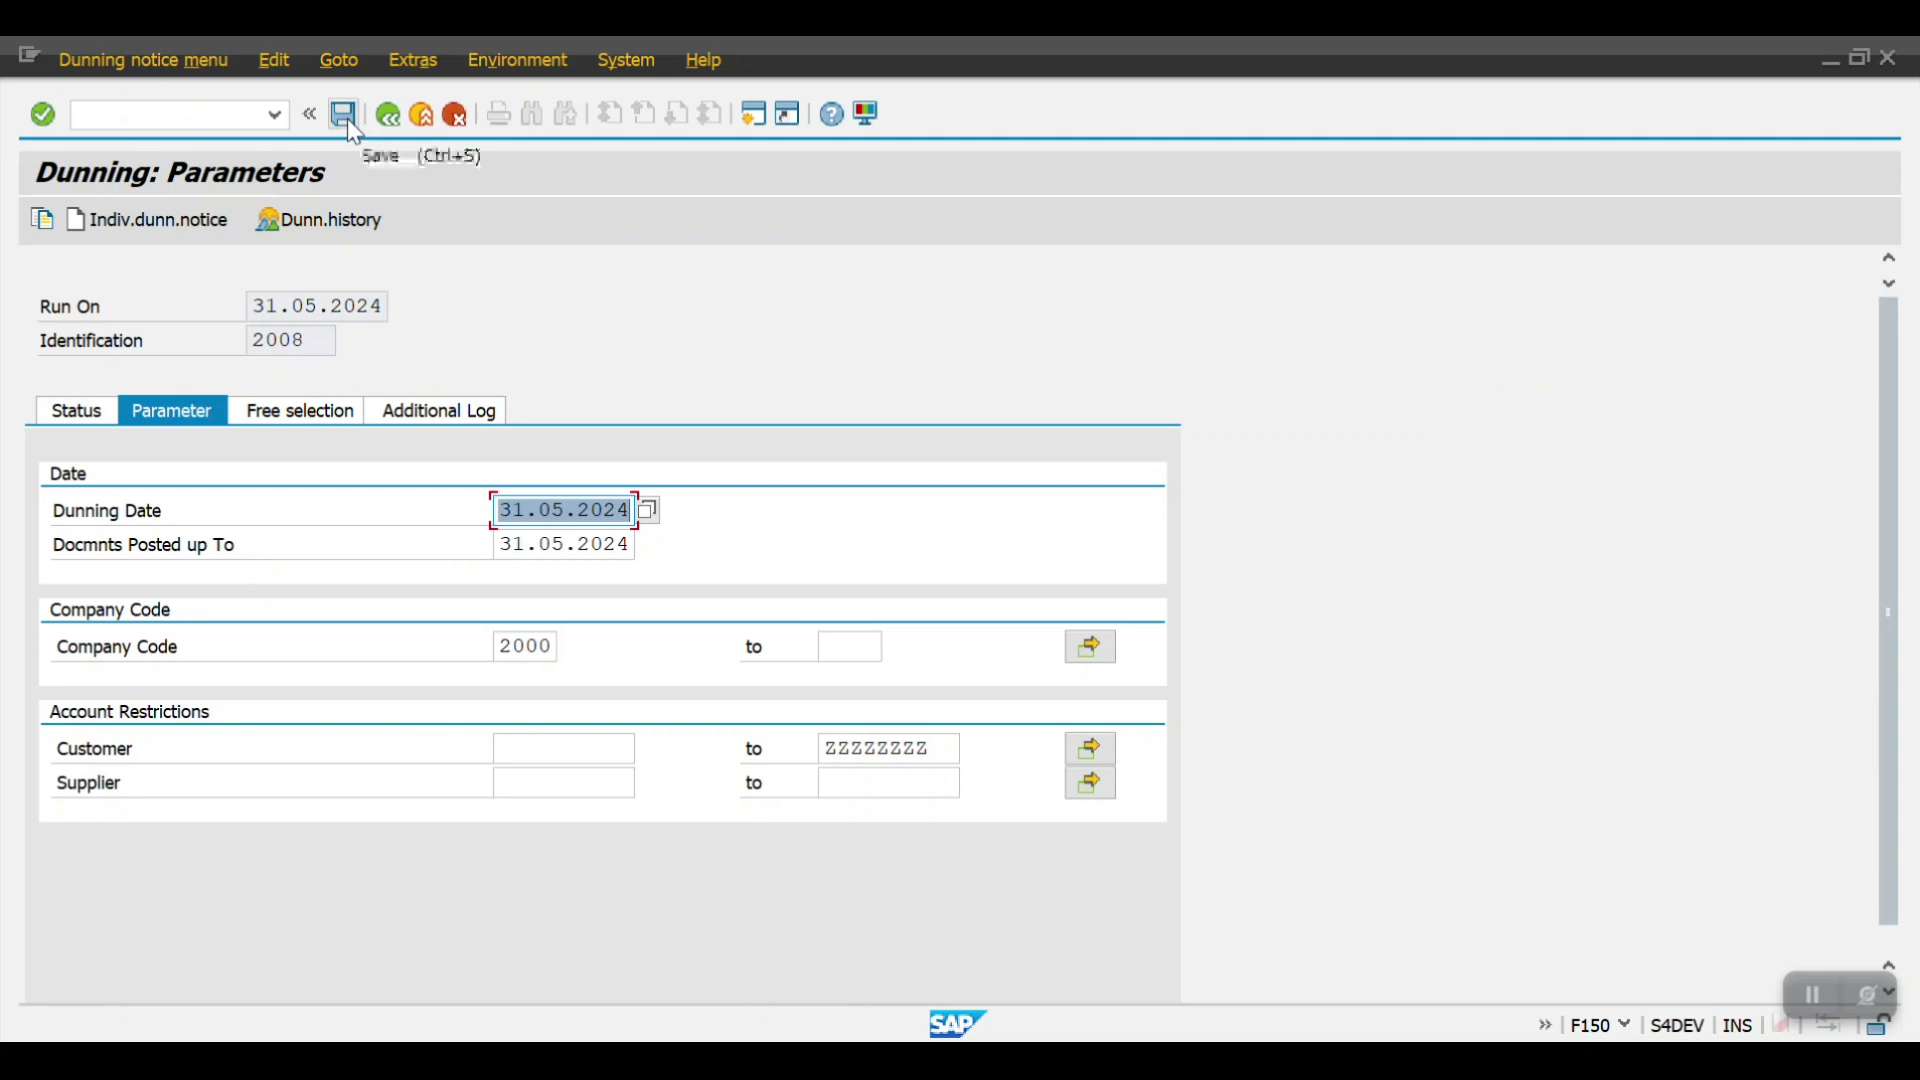 Dunning notice menu Edit Goto Extras Environment System Help
Save (Ctrl+S)
Dunning: Parameters
Indiv.dunn.notice Dunn.history
Run On 31.05.2024
Identification 2008
Status Parameter Free selection Additional Log
Date
Dunning Date 31.05.2024
Docmnts Posted up To 31.05.2024
Company Code
Company Code 2000 to
Account Restrictions
Customer to ZZZZZZZZ
Supplier to
SAP F150 S4DEV INS